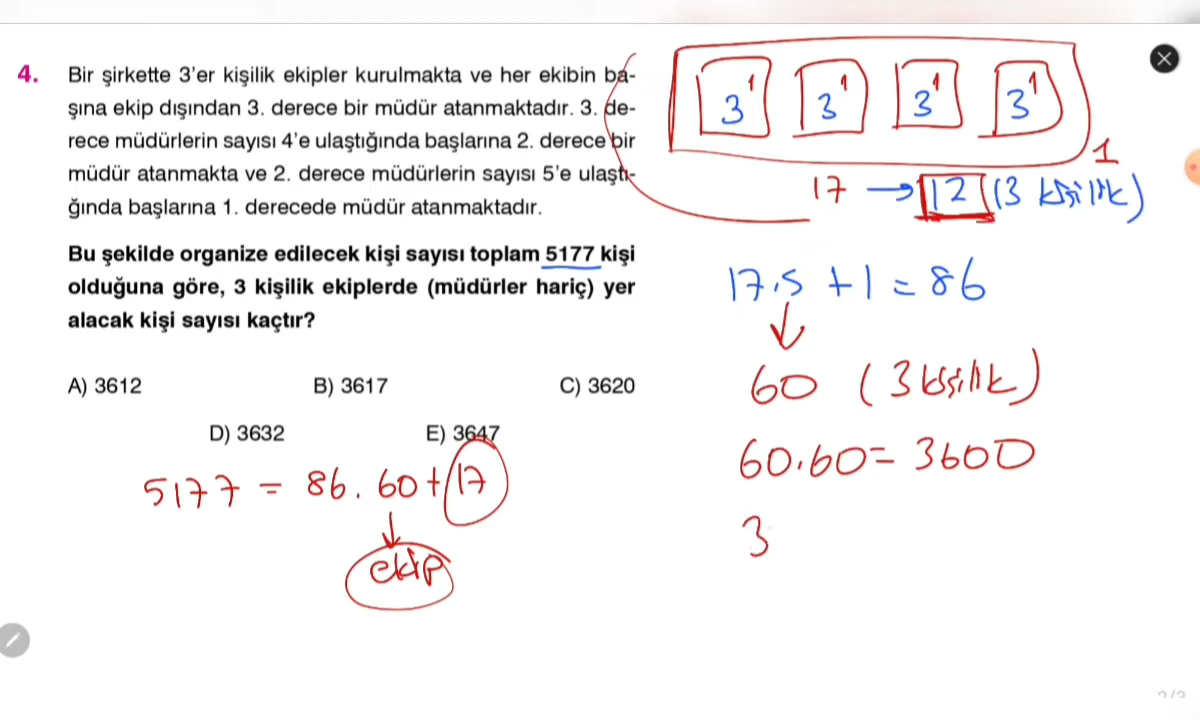 4. Bir şirkette 3'er kişilik ekipler kurulmakta ve her ekibin ba-
şına ekip dışından 3. derece bir müdür atanmaktadır. 3. de-
rece müdürlerin sayısı 4'e ulaştığında başlarına 2. derece bir
müdür atanmakta ve 2. derece müdürlerin sayısı 5'e ulaştı-
ğında başlarına 1. derecede müdür atanmaktadır.
Bu şekilde organize edilecek kişi sayısı toplam 5177 kişi
olduğuna göre, 3 kişilik ekiplerde (müdürler hariç) yer
alacak kişi sayısı kaçtır?
A) 3612 B) 3617 C) 3620
D) 3632 E) 3647
5177 = 86.60+17
ekip
3 1 3 1 3 1 3 1
1
17 → 12 (3 kişilik)
17.5 +1 = 86
60 (3 kişilik)
60.60= 3600
3
2/2